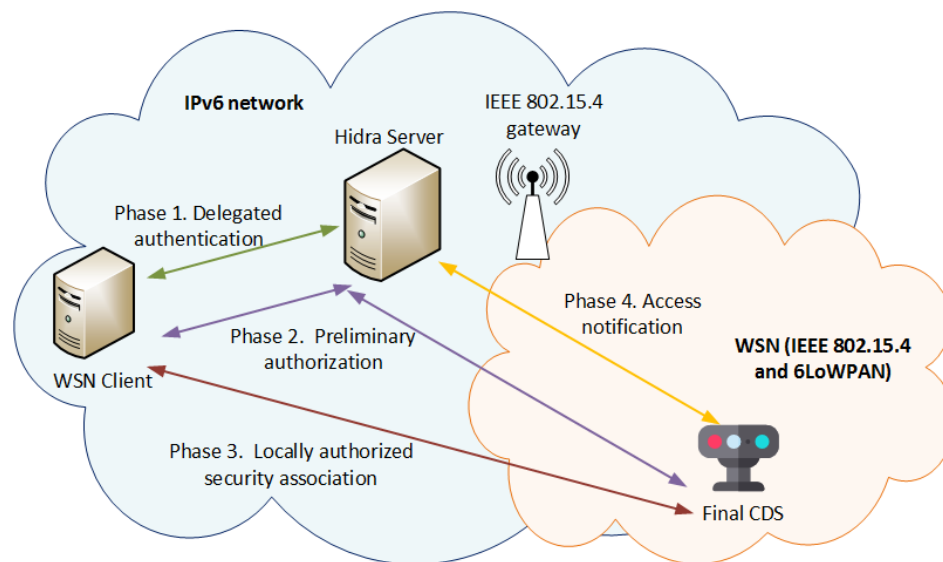 IPv6 network
IEEE 802.15.4
gateway
Hidra Server
Phase 1. Delegated
authentication
Phase 4. Access
notification
Phase 2.  Preliminary
authorization
WSN (IEEE 802.15.4
and 6LoWPAN)
WSN Client
Phase 3.  Locally authorized
security association
Final CDS